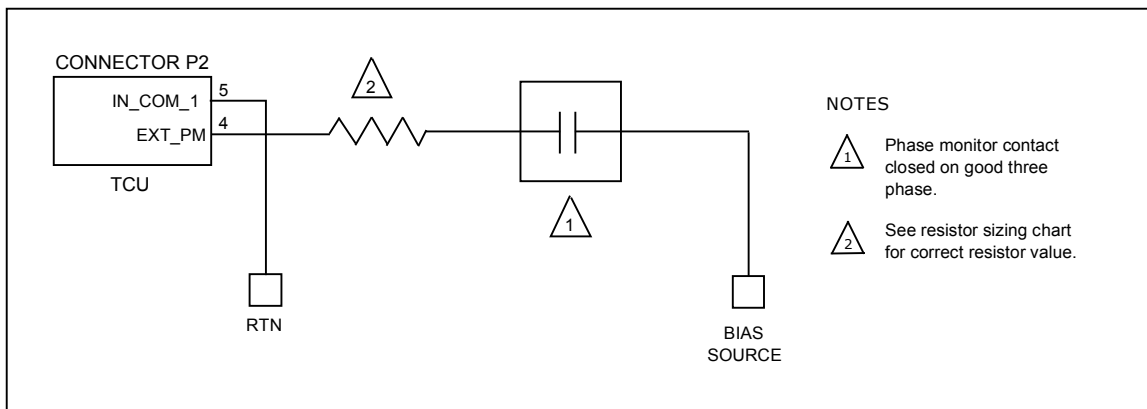 CONNECTOR P2
IN_COM_1
5
EXT_PM
4
TCU
2
1
RTN
BIAS
SOURCE
NOTES
1
Phase monitor contact
closed on good three
phase.
2
See resistor sizing chart
for correct resistor value.